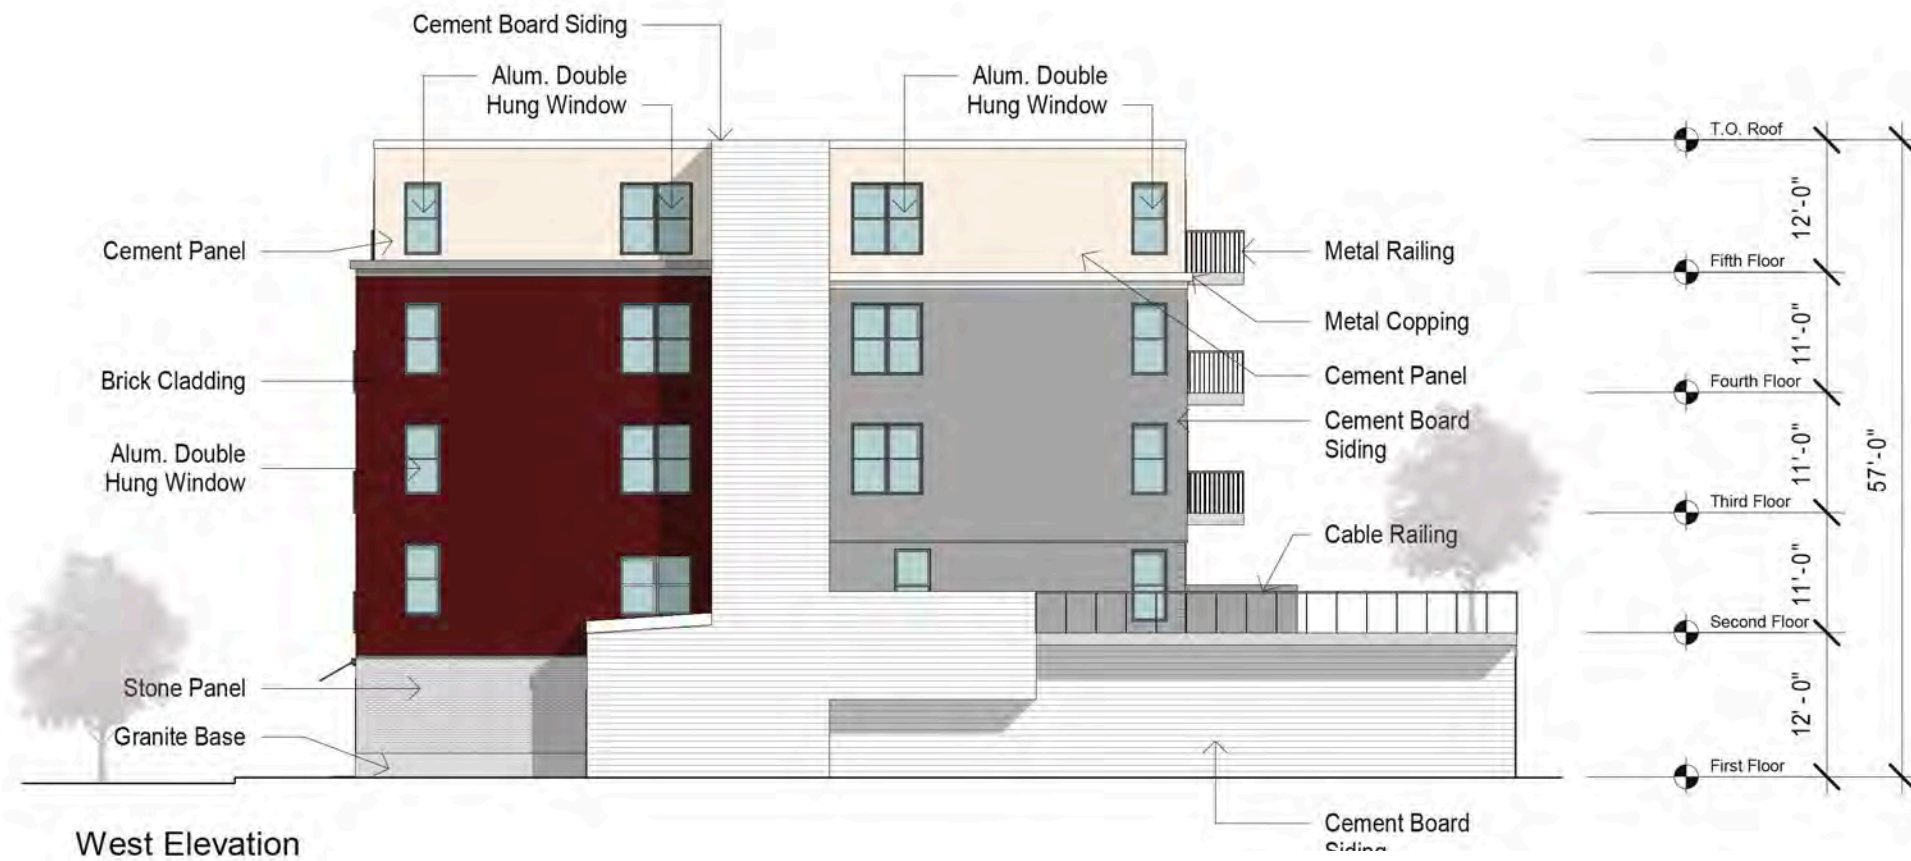 Cement Board Siding
Alum. Double
Hung Window
Alum. Double
Hung Window
T.O. Roof
12'-0"
Cement Panel
Metal Railing
Fifth Floor
Metal Copping
11'-0"
Brick Cladding
Cement Panel
Fourth Floor
Cement Board
Siding
Alum. Double
Hung Window
11'-0"
57'-0"
Third Floor
Cable Railing
11'-0"
Second Floor
Stone Panel
12' - 0"
Granite Base
First Floor
West Elevation
Cement Board
Siding